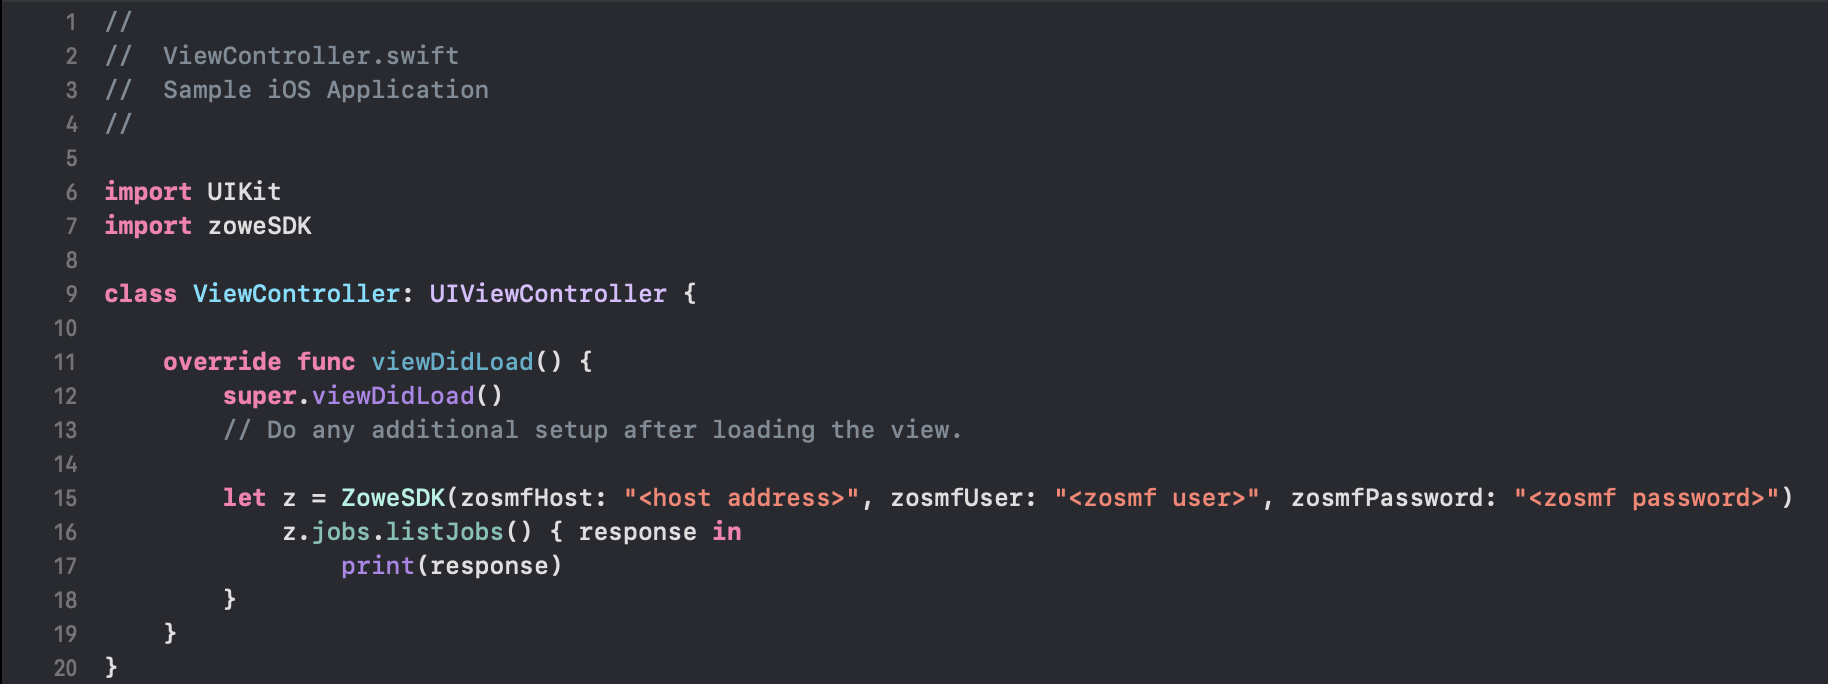 1 //
2 //  ViewController.swift
3 //  Sample iOS Application
4 //
5
6 import UIKit
7 import zoweSDK
8
9 class ViewController: UIViewController {
10
11     override func viewDidLoad() {
12         super.viewDidLoad()
13         // Do any additional setup after loading the view.
14
15         let z = ZoweSDK(zosmfHost: "<host address>", zosmfUser: "<zosmf user>", zosmfPassword: "<zosmf password>")
16             z.jobs.listJobs() { response in
17                 print(response)
18         }
19     }
20 }